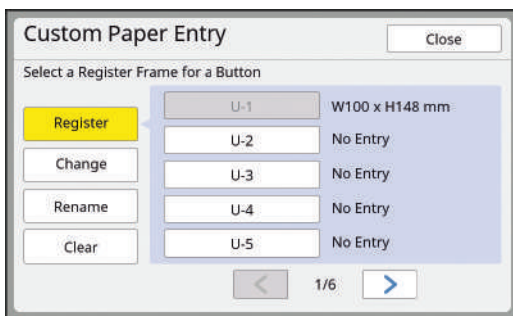 Custom Paper Entry
Close
Select a Register Frame for a Button
Register
Change
Rename
Clear
U-1 W100 x H148 mm
U-2 No Entry
U-3 No Entry
U-4 No Entry
U-5 No Entry
< 1/6 >